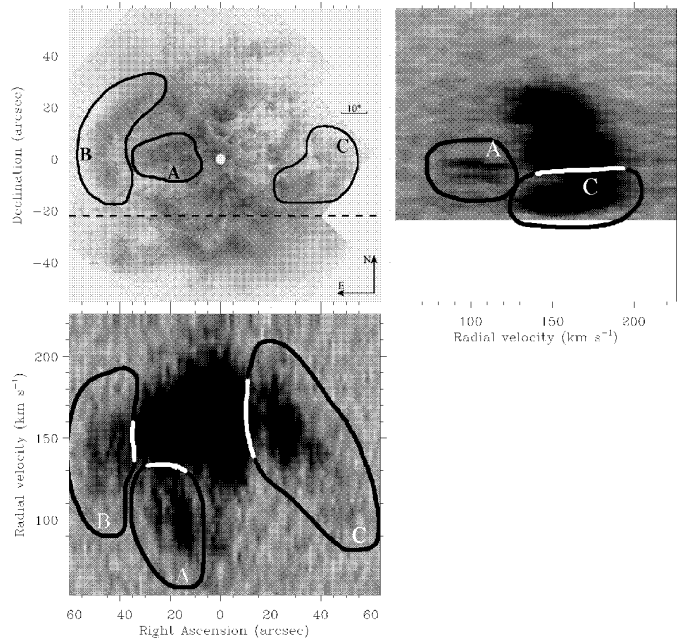 Declination (arcsec)
40
20
0
−20
−40
B
A
C
10"
N
E
A
C
100
150
200
Radial velocity (km s⁻¹)
Radial velocity (km s⁻¹)
200
150
100
B
A
C
60
40
20
0
20
40
60
Right Ascension (arcsec)